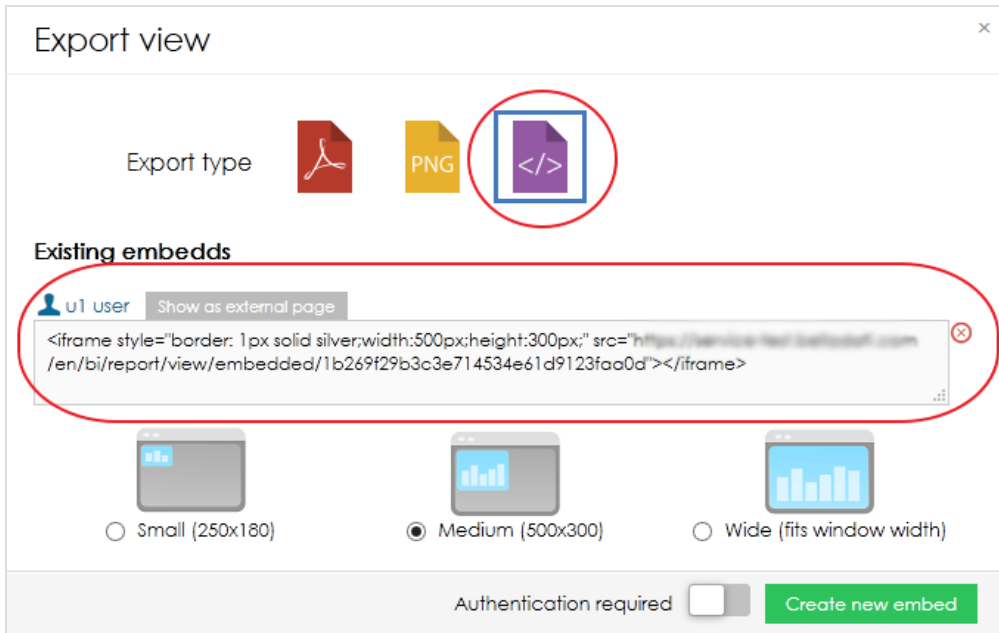 Export view
Export type
PNG
</>
Existing embedds
u1 user
Show as external page
<iframe style="border: 1px solid silver;width:500px;height:300px;" src="
/en/bi/report/view/embedded/1b269f29b3c3e714534e61d9123faa0d"></iframe>
Small (250x180)
Medium (500x300)
Wide (fits window width)
Authentication required
Create new embed